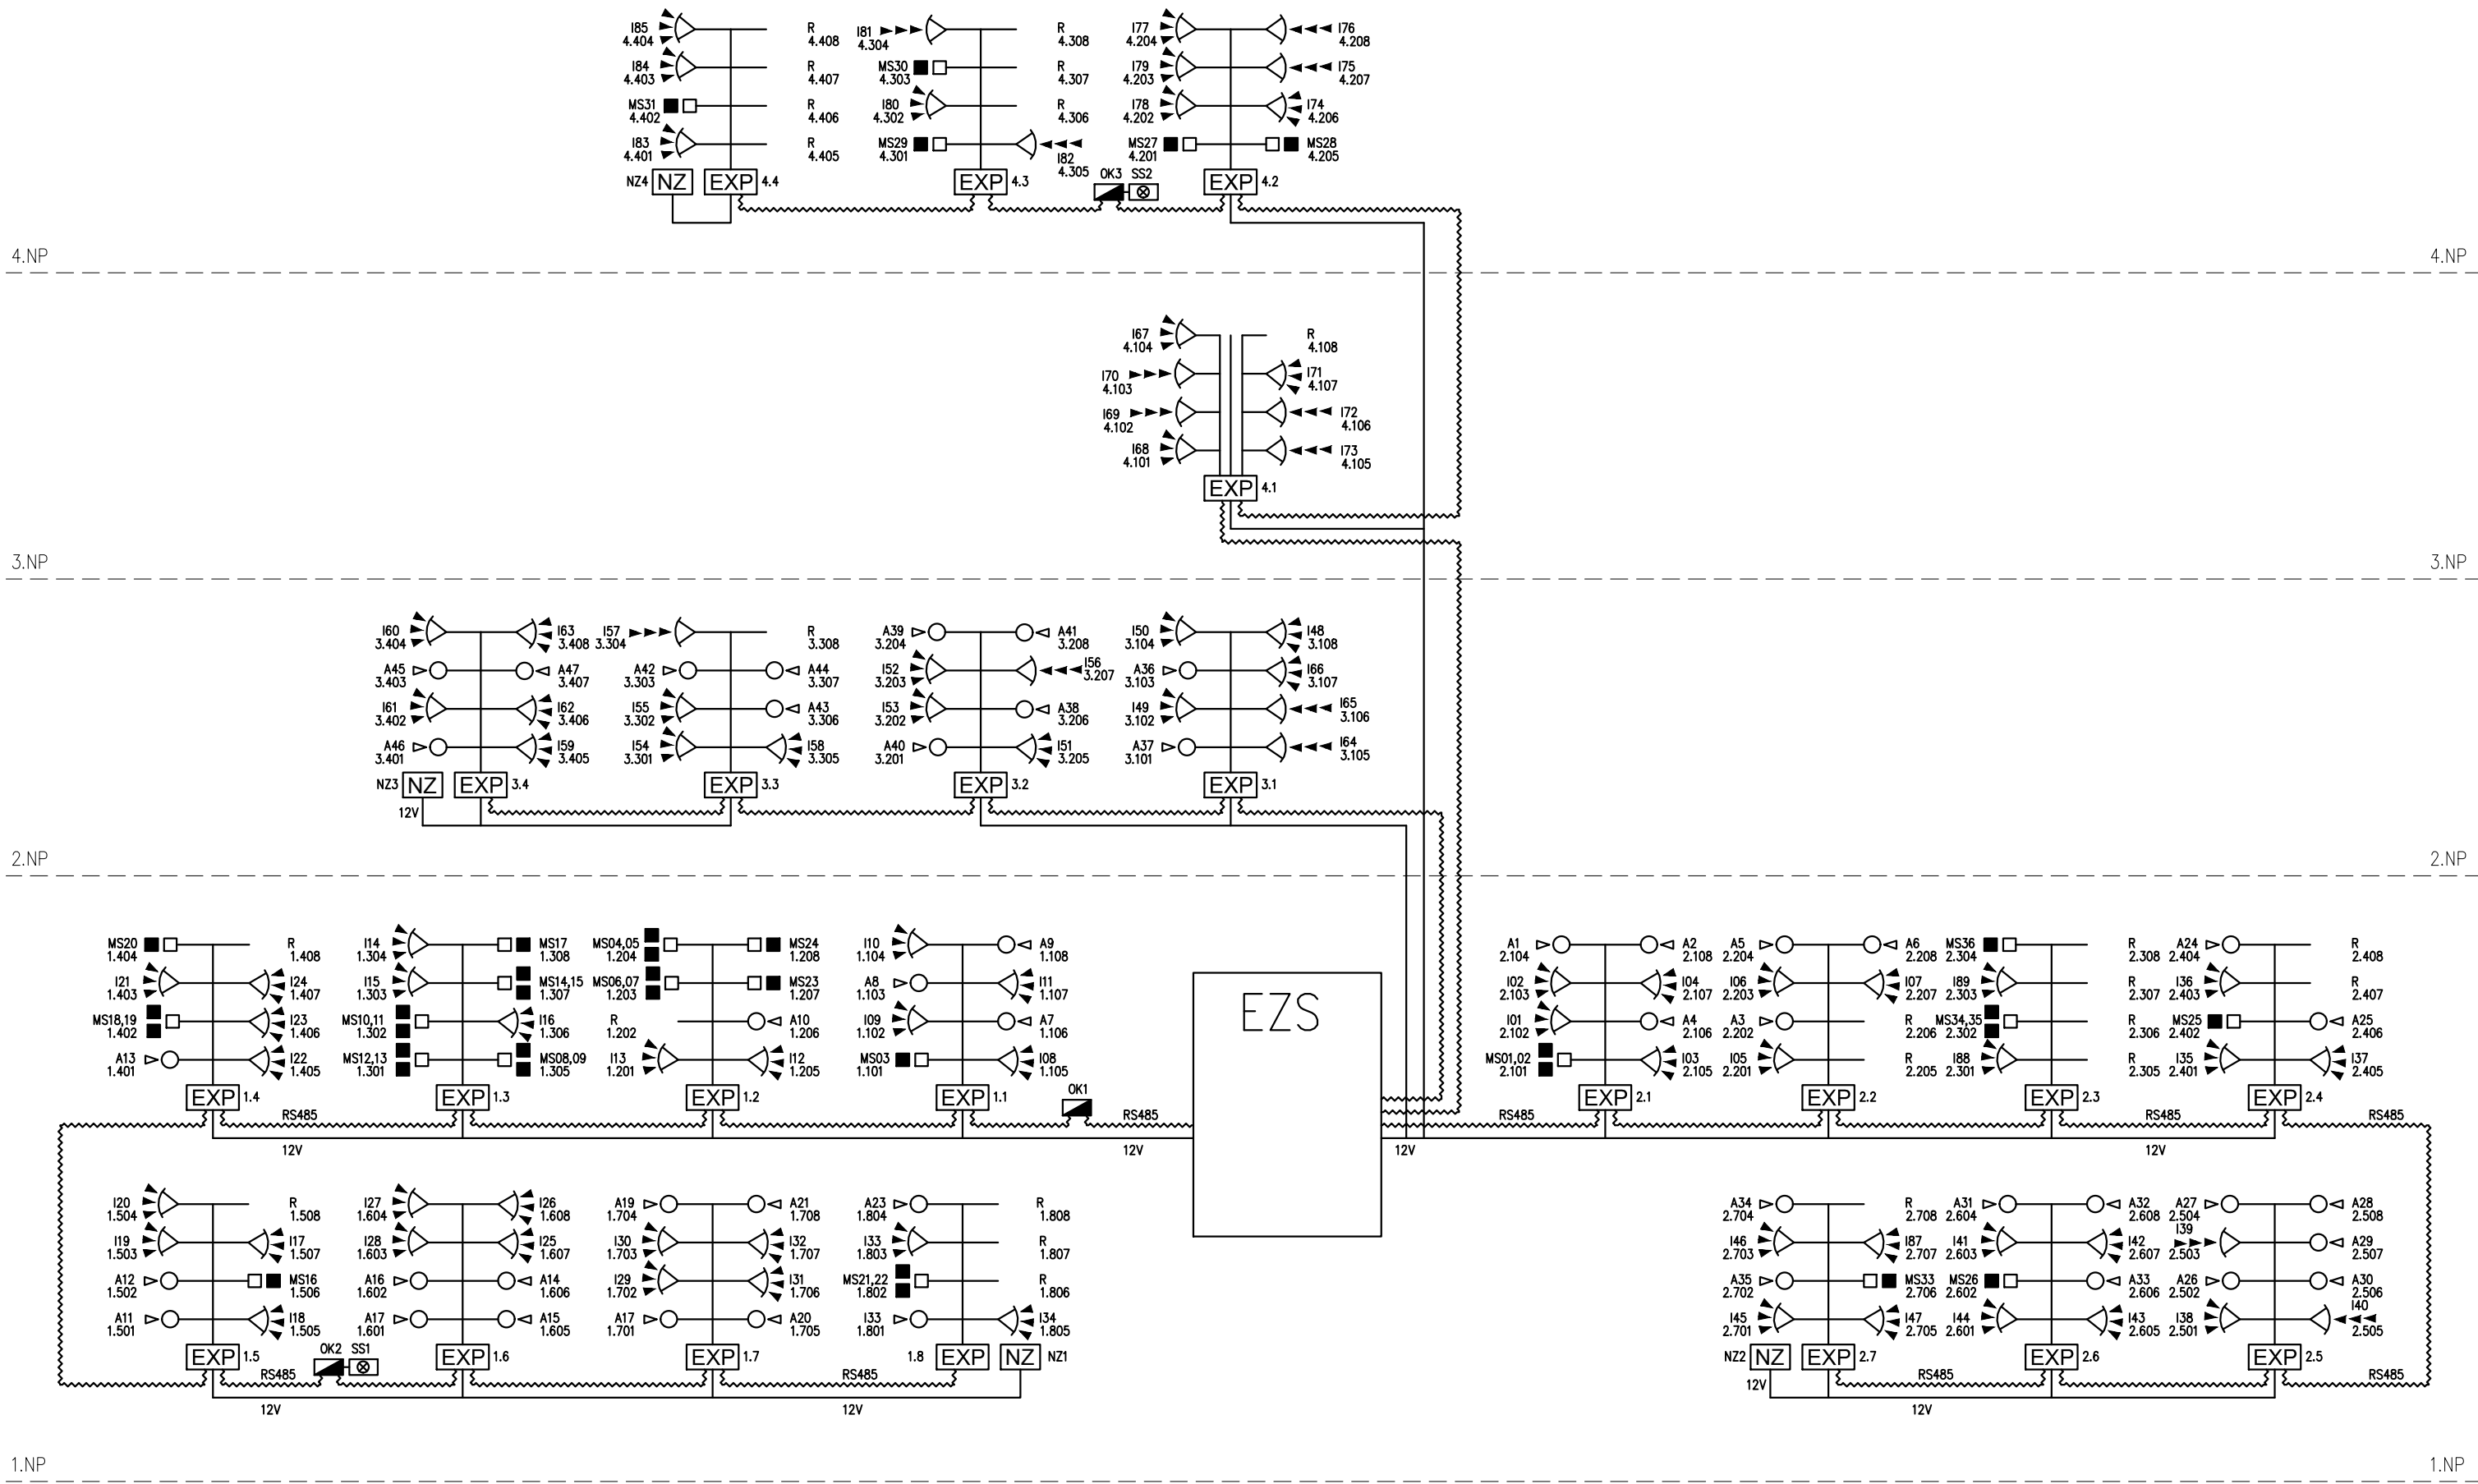 I85
4.404
R
4.408
I84
4.403
R
4.407
MS31
4.402
R
4.406
I83
4.401
R
4.405
NZ4
NZ
EXP
4.4
I81
4.304
R
4.308
MS30
4.303
R
4.307
I80
4.302
R
4.306
MS29
4.301
I82
4.305
EXP
4.3
OK3
SS2
I77
4.204
I76
4.208
I79
4.203
I75
4.207
I78
4.202
I74
4.206
MS27
4.201
MS28
4.205
EXP
4.2
4.NP
4.NP
I67
4.104
R
4.108
I70
4.103
I71
4.107
I69
4.102
I72
4.106
I68
4.101
I73
4.105
EXP
4.1
3.NP
3.NP
I60
3.404
I63
3.408
A45
3.403
A47
3.407
I61
3.402
I62
3.406
A46
3.401
I59
3.405
NZ3
NZ
EXP
3.4
12V
I57
3.304
R
3.308
A42
3.303
A44
3.307
I55
3.302
A43
3.306
I54
3.301
I58
3.305
EXP
3.3
A39
3.204
A41
3.208
I52
3.203
I56
3.207
I53
3.202
A38
3.206
A40
3.201
I51
3.205
EXP
3.2
I50
3.104
I48
3.108
A36
3.103
I66
3.107
I49
3.102
I65
3.106
A37
3.101
I64
3.105
EXP
3.1
2.NP
2.NP
MS20
1.404
R
1.408
I21
1.403
I24
1.407
MS18,19
1.402
I23
1.406
A13
1.401
I22
1.405
EXP
1.4
I14
1.304
MS17
1.308
I15
1.303
MS14,15
1.307
MS10,11
1.302
I16
1.306
MS12,13
1.301
MS08,09
1.305
EXP
1.3
MS04,05
1.204
MS24
1.208
MS06,07
1.203
MS23
1.207
R
1.202
A10
1.206
I13
1.201
I12
1.205
EXP
1.2
I10
1.104
A9
1.108
A8
1.103
I11
1.107
I09
1.102
A7
1.106
MS03
1.101
I08
1.105
EXP
1.1
OK1
RS485
RS485
12V
12V
EZS
A1
2.104
A2
2.108
I02
2.103
I04
2.107
I01
2.102
A4
2.106
MS01,02
2.101
I03
2.105
EXP
2.1
A5
2.204
A6
2.208
I06
2.203
I07
2.207
A3
2.202
R
2.206
I05
2.201
R
2.205
EXP
2.2
MS36
2.304
R
2.308
I89
2.303
R
2.307
MS34,35
2.302
R
2.306
I88
2.301
R
2.305
EXP
2.3
A24
2.404
R
2.408
I36
2.403
R
2.407
MS25
2.402
A25
2.406
I35
2.401
I37
2.405
EXP
2.4
RS485
RS485
RS485
12V
12V
I20
1.504
R
1.508
I19
1.503
I17
1.507
A12
1.502
MS16
1.506
A11
1.501
I18
1.505
EXP
1.5
OK2
SS1
RS485
12V
I27
1.604
I26
1.608
I28
1.603
I25
1.607
A16
1.602
A14
1.606
A17
1.601
A15
1.605
EXP
1.6
A19
1.704
A21
1.708
I30
1.703
I32
1.707
I29
1.702
I31
1.706
A17
1.701
A20
1.705
EXP
1.7
A23
1.804
R
1.808
I33
1.803
R
1.807
MS21,22
1.802
R
1.806
I33
1.801
I34
1.805
1.8
EXP
NZ
NZ1
RS485
12V
A34
2.704
R
2.708
I46
2.703
I87
2.707
A35
2.702
MS33
2.706
I45
2.701
I47
2.705
NZ2
NZ
EXP
2.7
12V
RS485
12V
A31
2.604
A32
2.608
I41
2.603
I42
2.607
MS26
2.602
A33
2.606
I44
2.601
I43
2.605
EXP
2.6
A27
2.504
A28
2.508
I39
2.503
A29
2.507
A26
2.502
A30
2.506
I38
2.501
I40
2.505
EXP
2.5
RS485
1.NP
1.NP